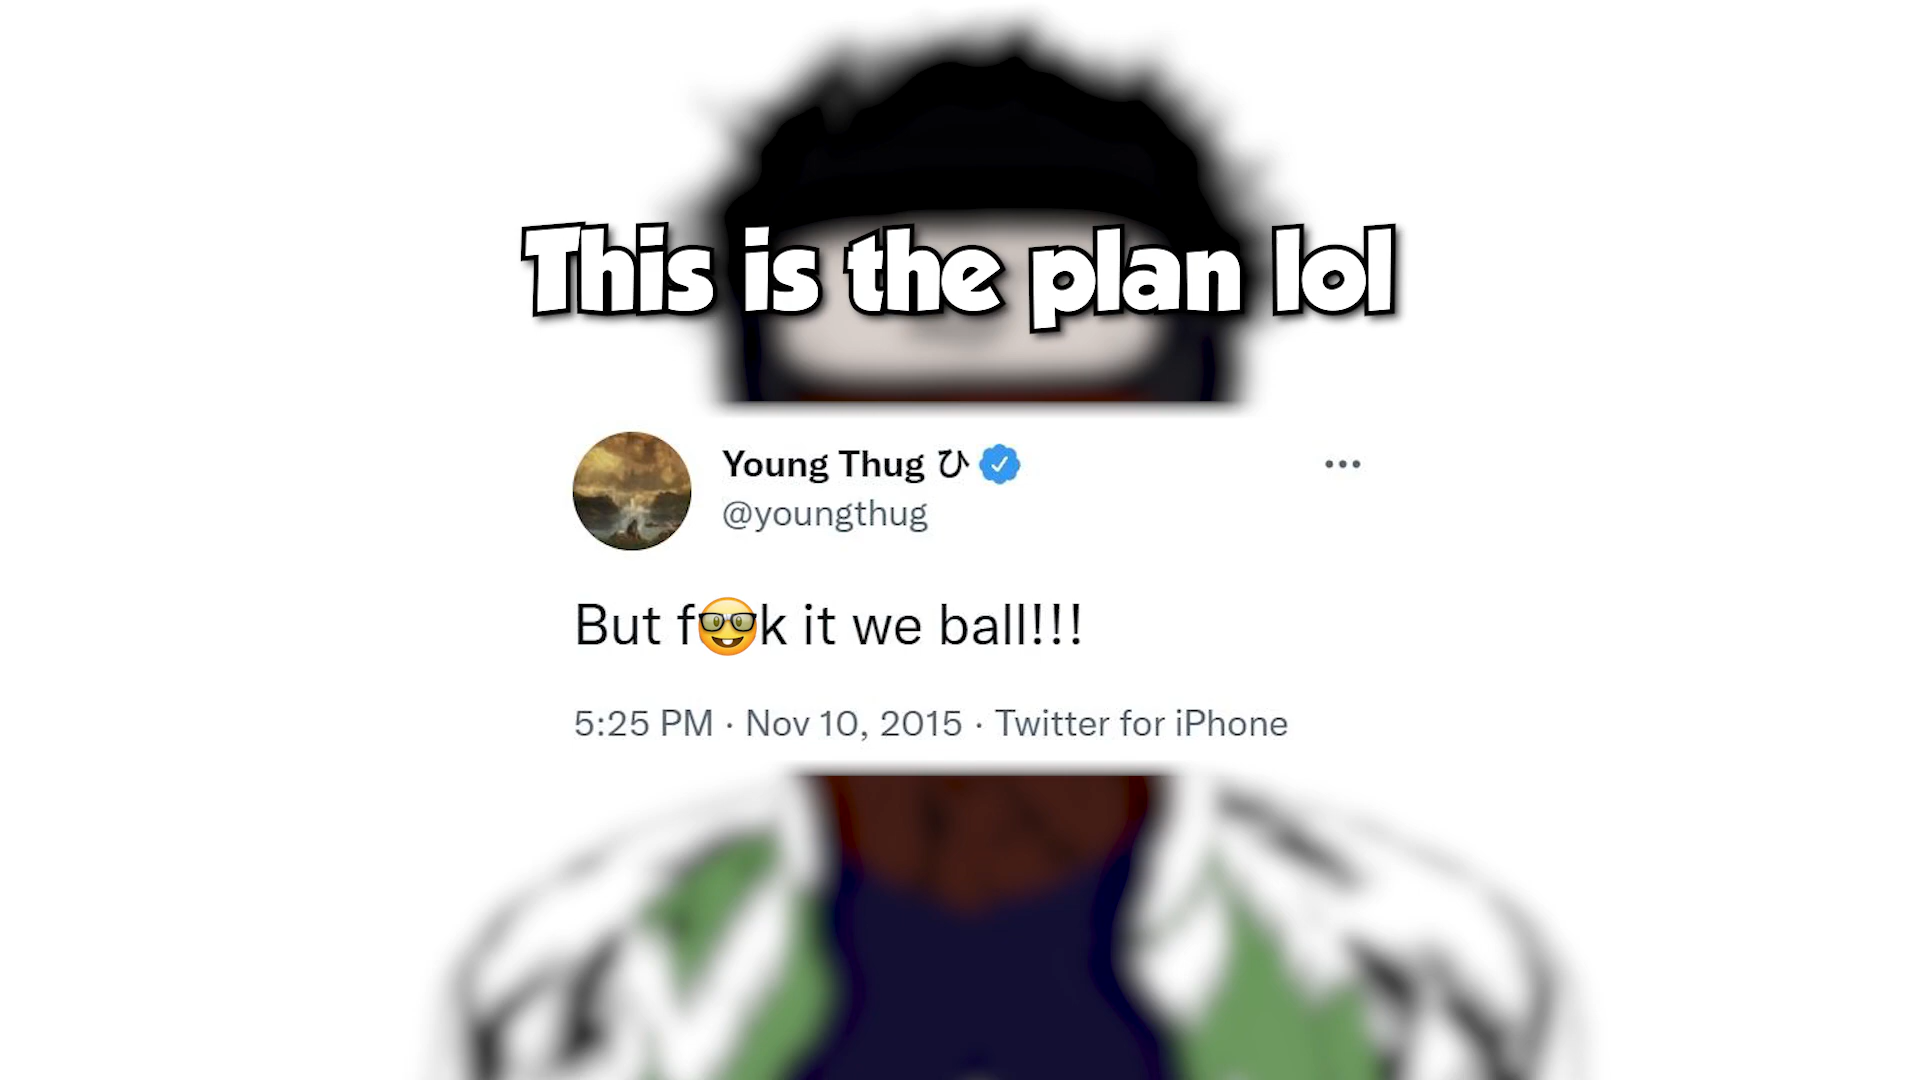 This is the plan lol
Young Thug ひ
@youngthug
But f🤓k it we ball!!!
5:25 PM · Nov 10, 2015 · Twitter for iPhone